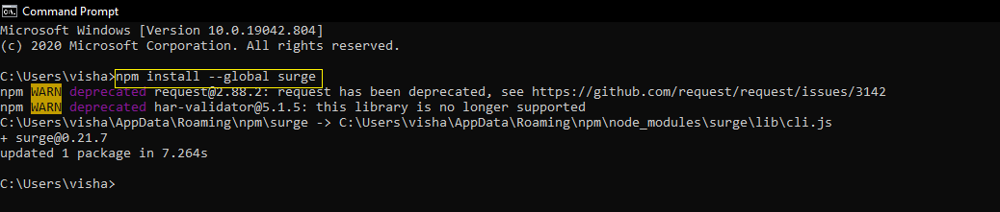 Command Prompt
Microsoft Windows [Version 10.0.19042.804]
(c) 2020 Microsoft Corporation. All rights reserved.
C:\Users\visha>npm install --global surge
npm WARN deprecated request@2.88.2: request has been deprecated, see https://github.com/request/request/issues/3142
npm WARN deprecated har-validator@5.1.5: this library is no longer supported
C:\Users\visha\AppData\Roaming\npm\surge -> C:\Users\visha\AppData\Roaming\npm\node_modules\surge\lib\cli.js
+ surge@0.21.7
updated 1 package in 7.264s
C:\Users\visha>